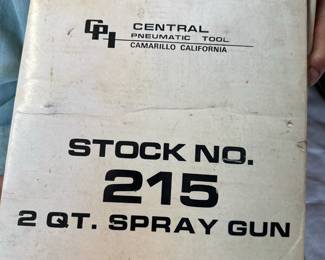 CPT CENTRAL
PNEUMATIC TOOL
CAMARILLO CALIFORNIA
STOCK NO.
215
2 QT. SPRAY GUN